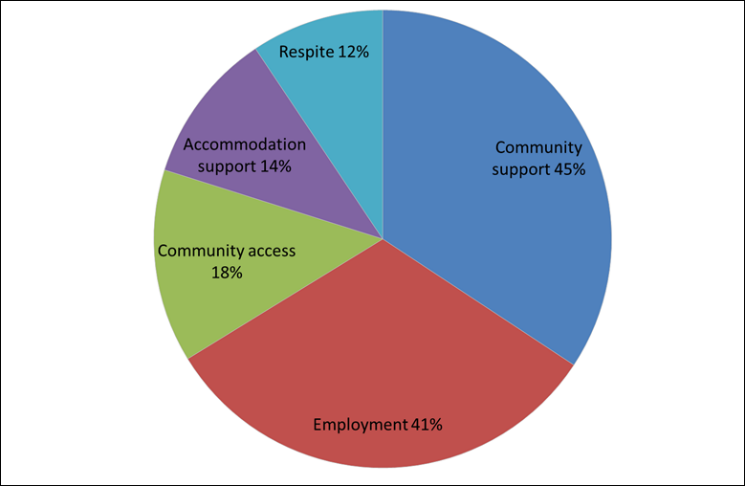 Respite 12%
Community
support 45%
Accommodation
support 14%
Community access
18%
Employment 41%